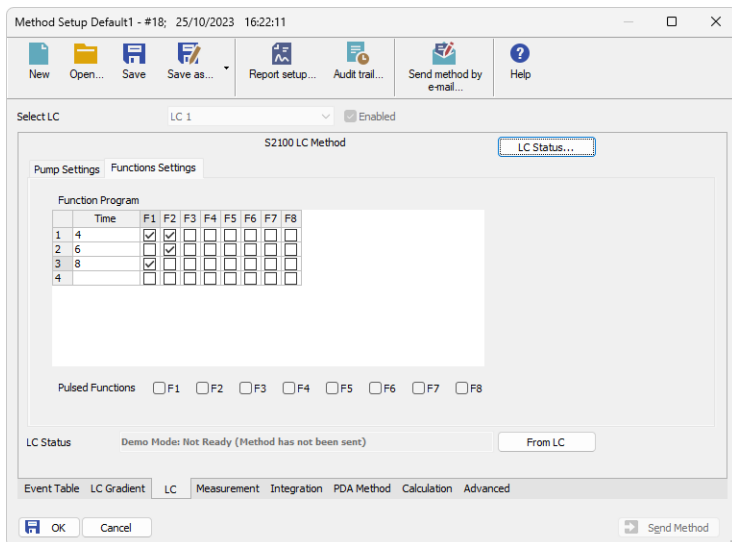 Method Setup Default1 - #18; 25/10/2023 16:22:11
New Open... Save Save as... Report setup... Audit trail... Send method by e-mail... Help
Select LC LC 1 Enabled
S2100 LC Method LC Status...
Pump Settings Functions Settings
Function Program
Time F1 F2 F3 F4 F5 F6 F7 F8
1 4
2 6
3 8
4
Pulsed Functions F1 F2 F3 F4 F5 F6 F7 F8
LC Status Demo Mode: Not Ready (Method has not been sent) From LC
Event Table LC Gradient LC Measurement Integration PDA Method Calculation Advanced
OK Cancel Send Method